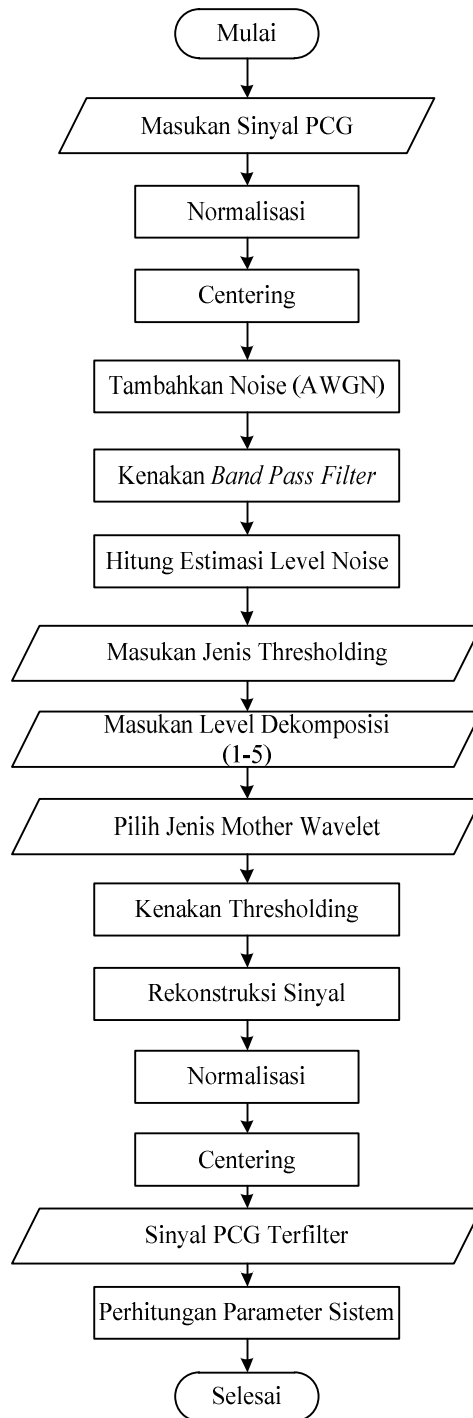 Mulai
Masukan Sinyal PCG
Normalisasi
Centering
Tambahkan Noise (AWGN)
Kenakan Band Pass Filter
Hitung Estimasi Level Noise
Masukan Jenis Thresholding
Masukan Level Dekomposisi
(1-5)
Pilih Jenis Mother Wavelet
Kenakan Thresholding
Rekonstruksi Sinyal
Normalisasi
Centering
Sinyal PCG Terfilter
Perhitungan Parameter Sistem
Selesai